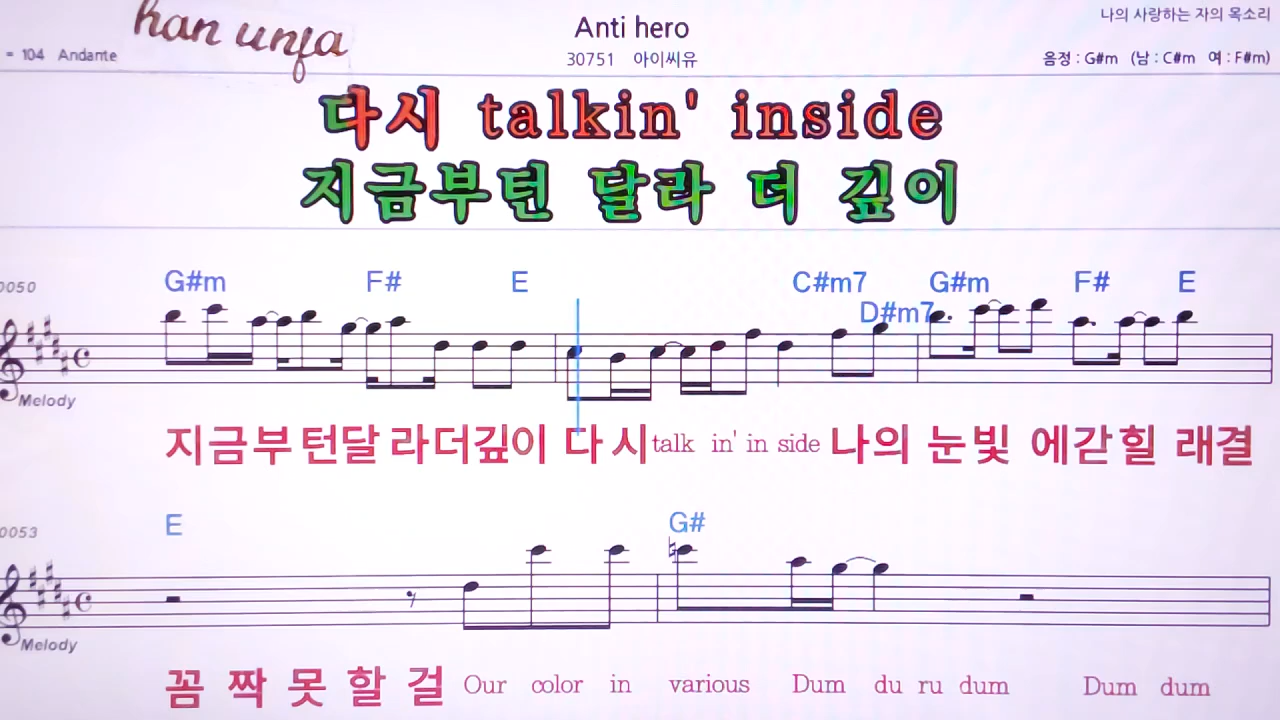 han unja
Anti hero
나의 사랑하는 자의 목소리
= 104 Andante
30751 아이씨유
음정 : G#m (남 : C#m 여 : F#m)
다시 talkin' inside
지금부턴 달라 더 깊이
0050
G#m F# E C#m7 D#m7 G#m F# E
Melody
지금부턴달라더깊이 다시talk in' in side 나의 눈빛 에갇힐 래결
0053
E G#
Melody
꼼 짝 못 할 걸 Our color in various Dum du ru dum Dum dum